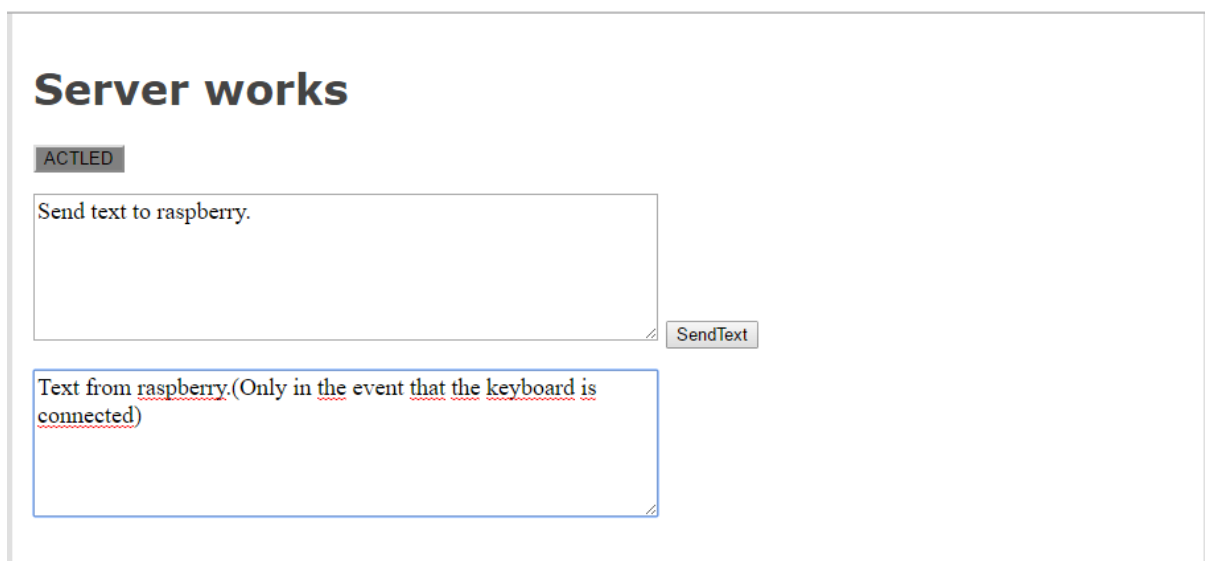 Server works
ACTLED
Send text to raspberry.
SendText
Text from raspberry.(Only in the event that the keyboard is
connected)